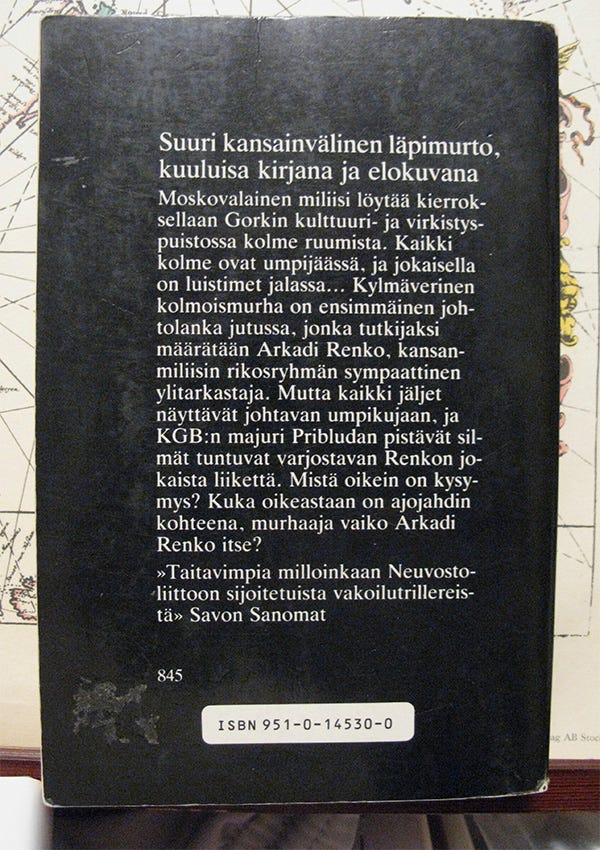 Suuri kansainvälinen läpimurto,
kuuluisa kirjana ja elokuvana
Moskovalainen miliisi löytää kierrok-
sellaan Gorkin kulttuuri- ja virkistys-
puistossa kolme ruumista. Kaikki
kolme ovat umpijäässä, ja jokaisella
on luistimet jalassa... Kylmäverinen
kolmoismurha on ensimmäinen joh-
tolanka jutussa, jonka tutkijaksi
määrätään Arkadi Renko, kansan-
miliisin rikosryhmän sympaattinen
ylitarkastaja. Mutta kaikki jäljet
näyttävät johtavan umpikujaan, ja
KGB:n majuri Pribludan pistävät sil-
mät tuntuvat varjostavan Renkon jo-
kaista liikettä. Mistä oikein on kysy-
mys? Kuka oikeastaan on ajojahdin
kohteena, murhaaja vaiko Arkadi
Renko itse?
»Taitavimpia milloinkaan Neuvosto-
liittoon sijoitetuista vakoilutrillereis-
tä» Savon Sanomat
845
ISBN 951-0-14530-0
AB Stoc